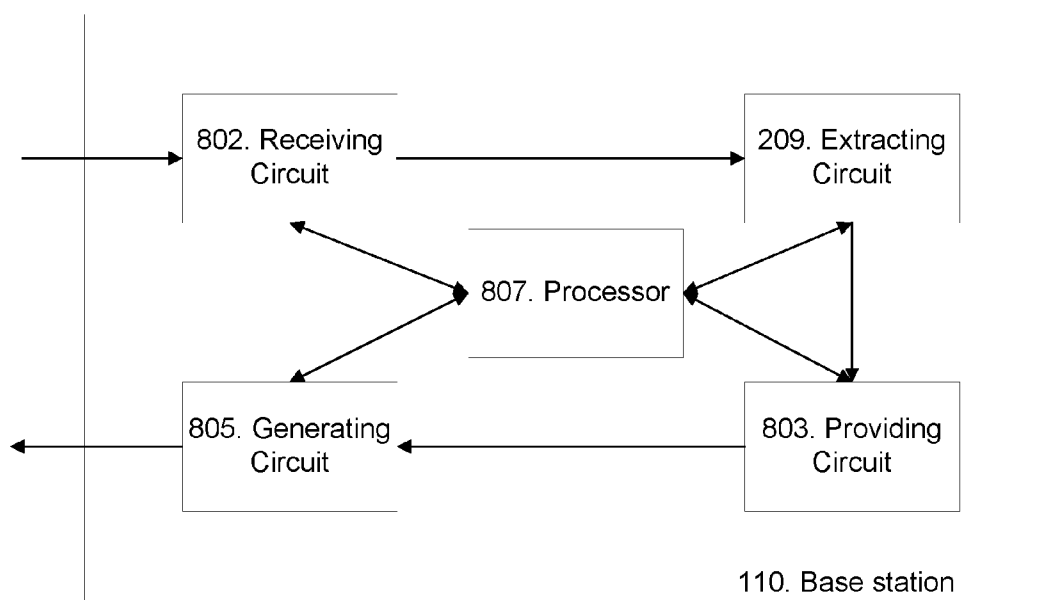 802. Receiving
Circuit
209. Extracting
Circuit
807. Processor
805. Generating
Circuit
803. Providing
Circuit
110. Base station